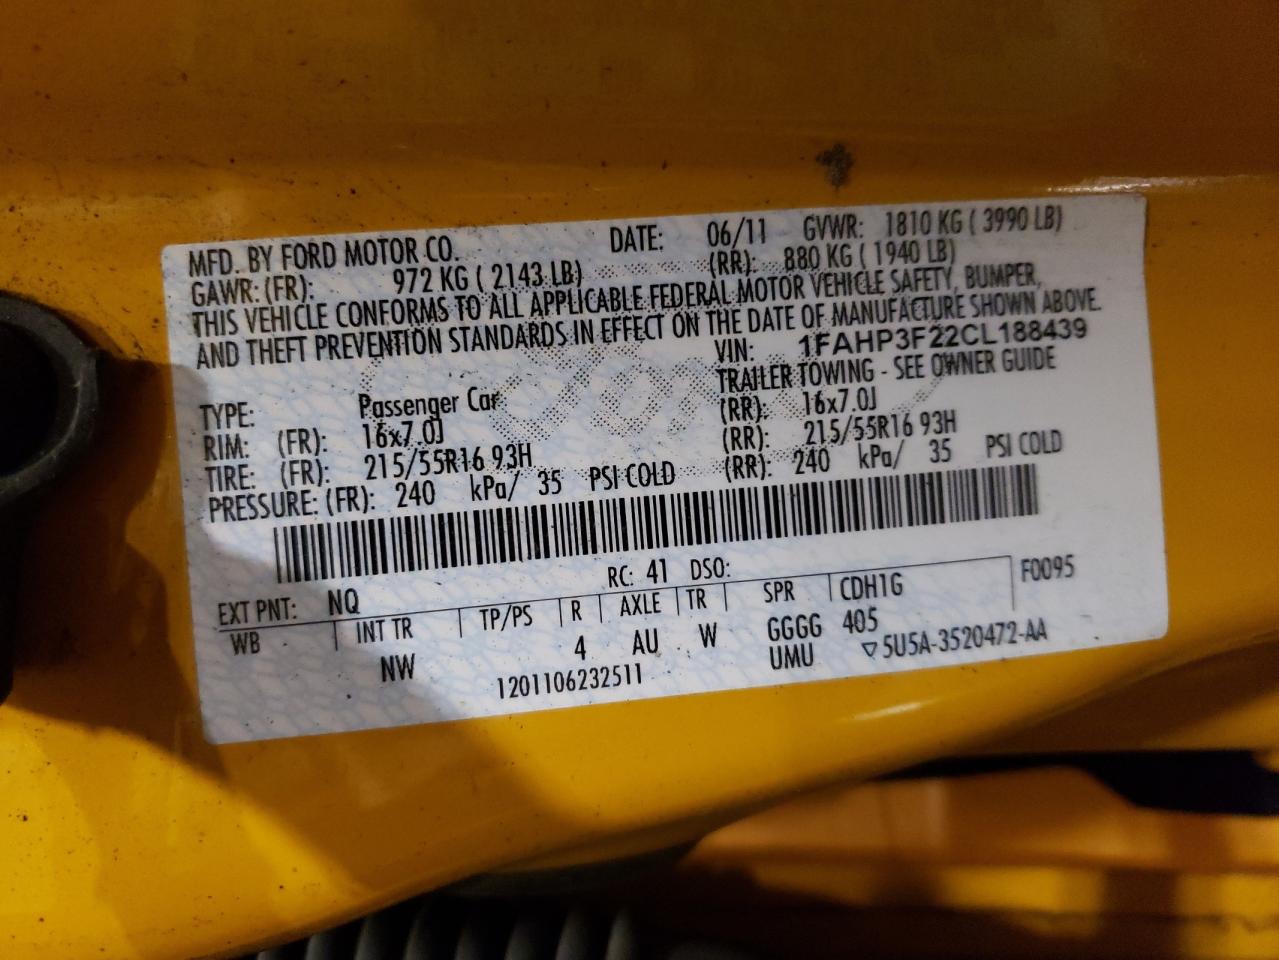 MFD. BY FORD MOTOR CO. DATE: 06/11 GVWR: 1810 KG ( 3990 LB)
GAWR: (FR): 972 KG ( 2143 LB) (RR): 880 KG ( 1940 LB)
THIS VEHICLE CONFORMS TO ALL APPLICABLE FEDERAL MOTOR VEHICLE SAFETY, BUMPER,
AND THEFT PREVENTION STANDARDS IN EFFECT ON THE DATE OF MANUFACTURE SHOWN ABOVE.
VIN: 1FAHP3F22CL188439
TYPE: Passenger Car TRAILER TOWING - SEE OWNER GUIDE
RIM: (FR): 16x7.0J (RR): 16x7.0J
TIRE: (FR): 215/55R16 93H (RR): 215/55R16 93H
PRESSURE: (FR): 240 kPa/ 35 PSI COLD (RR): 240 kPa/ 35 PSI COLD
RC: 41 DSO:
EXT PNT: NQ F0095
WB INT TR TP/PS R AXLE TR SPR CDH1G
NW 4 AU W GGGG 405
UMU ▽5U5A-3520472-AA
1201106232511